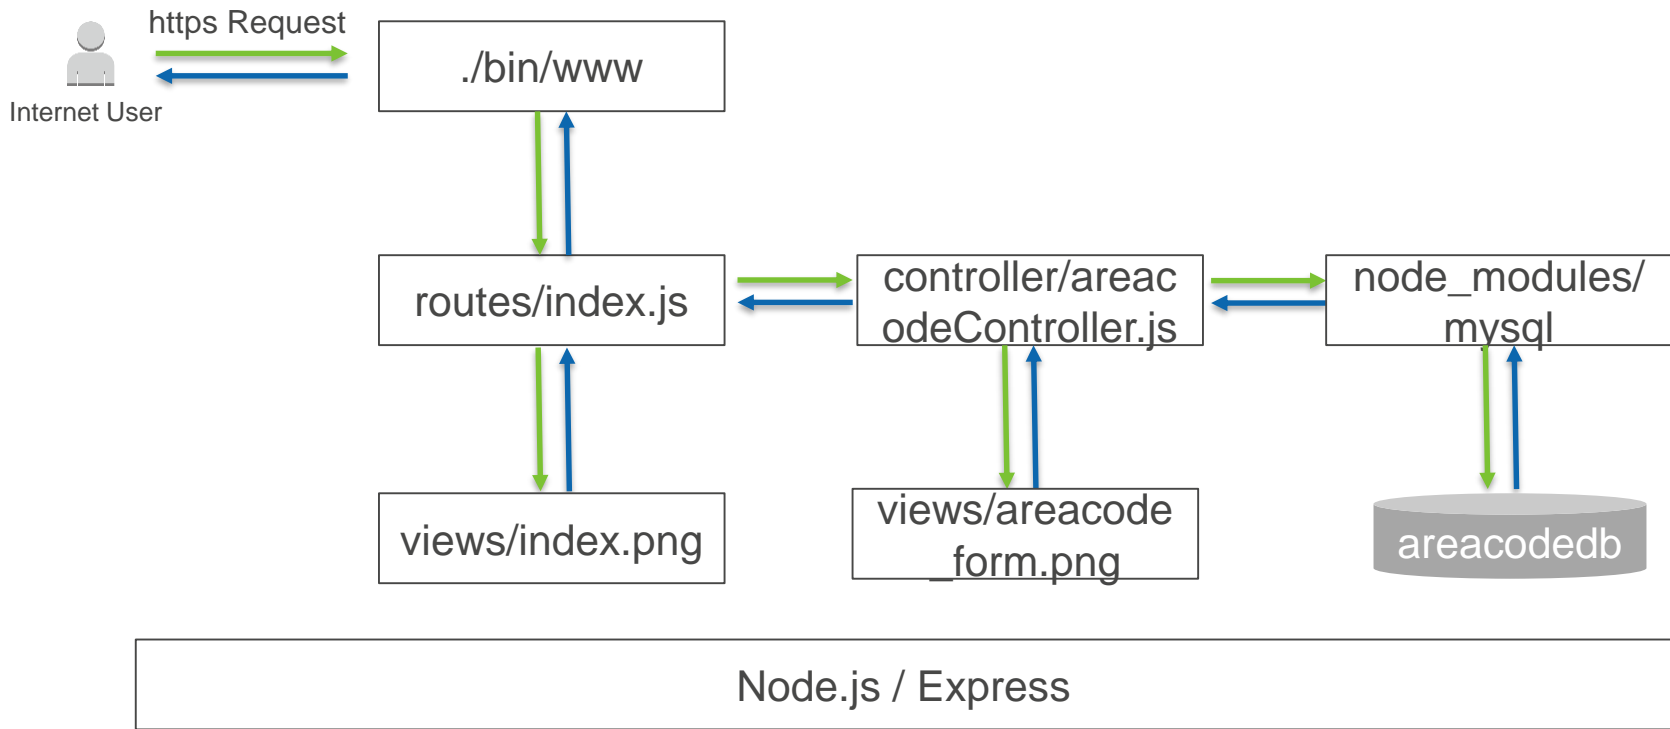 https Request
Internet User
./bin/www
routes/index.js
controller/areac
odeController.js
node_modules/
mysql
views/index.png
views/areacode
_form.png
areacodedb
Node.js / Express